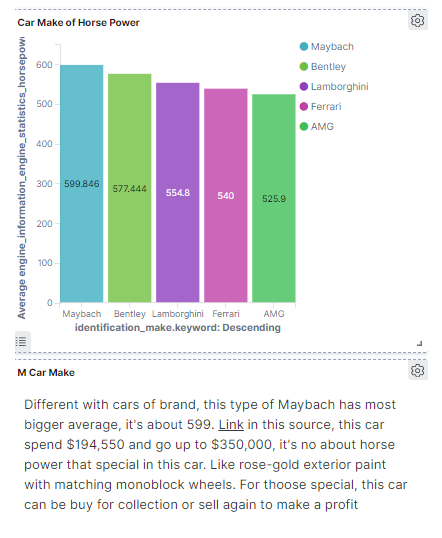 Car Make of Horse Power
Average engine_information_engine_statistics_horsepow
600
500
400
300
200
100
0
599.846
577.444
554.8
540
525.9
Maybach
Bentley
Lamborghini
Ferrari
AMG
Maybach Bentley Lamborghini Ferrari AMG
identification_make.keyword: Descending
M Car Make
Different with cars of brand, this type of Maybach has most
bigger average, it's about 599. Link in this source, this car
spend $194,550 and go up to $350,000, it's no about horse
power that special in this car. Like rose-gold exterior paint
with matching monoblock wheels. For thoose special, this car
can be buy for collection or sell again to make a profit